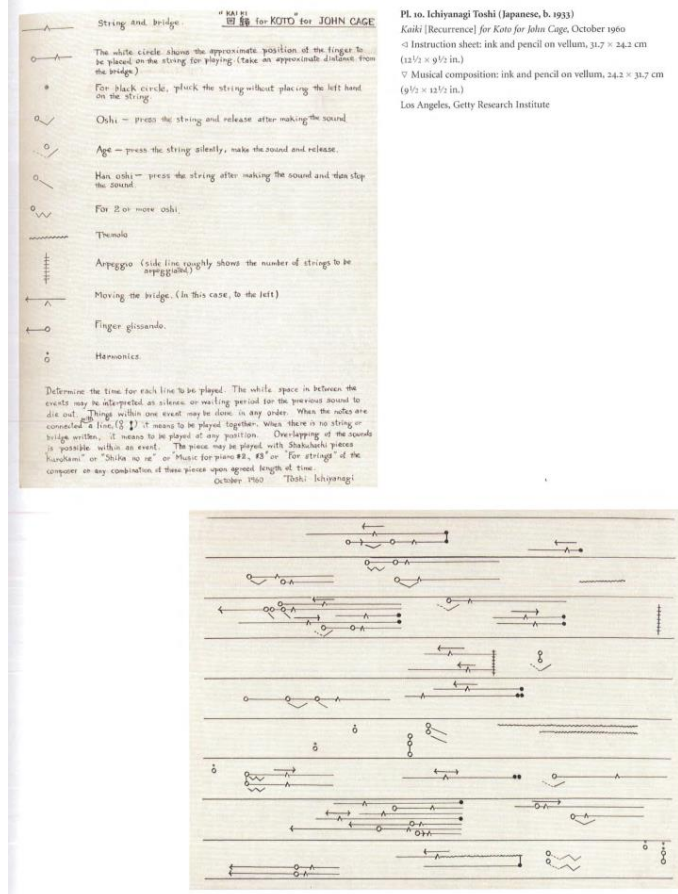 "KAIKI"
String and bridge. 回歸 for KOTO" for JOHN CAGE
The white circle shows the approximate position of the finger to
be placed on the string for playing. (take an approximate distance from
the bridge.)
For black circle, pluck the string without placing the left hand
on the string.
Oshi — press the string and release after making the sound
Age — press the string silently, make the sound and release.
Han oshi — press the string after making the sound and then stop
the sound.
For 2 or more oshi.
Themolo
Arpeggio (side line roughly shows the number of strings to be
arpeggiated.)
Moving the bridge. (In this case, to the left)
Finger glissando.
Harmonics.
Determine the time for each line to be played. The white space in between the
events may be interpreted as silence or waiting period for the previous sound to
die out. Things within one event may be done in any order. When the notes are
connected with a line, it means to be played together. When there is no string or
bridge written, it means to be played at any position. Overlapping of the sounds
is possible within an event. The piece may be played with Shakuhachi pieces
"Shika no ne" or "Music for piano #2, #3" or "For strings" of the
composer or any combination of these pieces upon agreed length of time.
October 1960 Toshi Ichiyanagi
Pl. 10. Ichiyanagi Toshi (Japanese, b. 1933)
Kaiki [Recurrence] for Koto for John Cage, October 1960
◁ Instruction sheet: ink and pencil on vellum, 31.7 × 24.2 cm
(12½ × 9½ in.)
▽ Musical composition: ink and pencil on vellum, 24.2 × 31.7 cm
(9½ × 12½ in.)
Los Angeles, Getty Research Institute